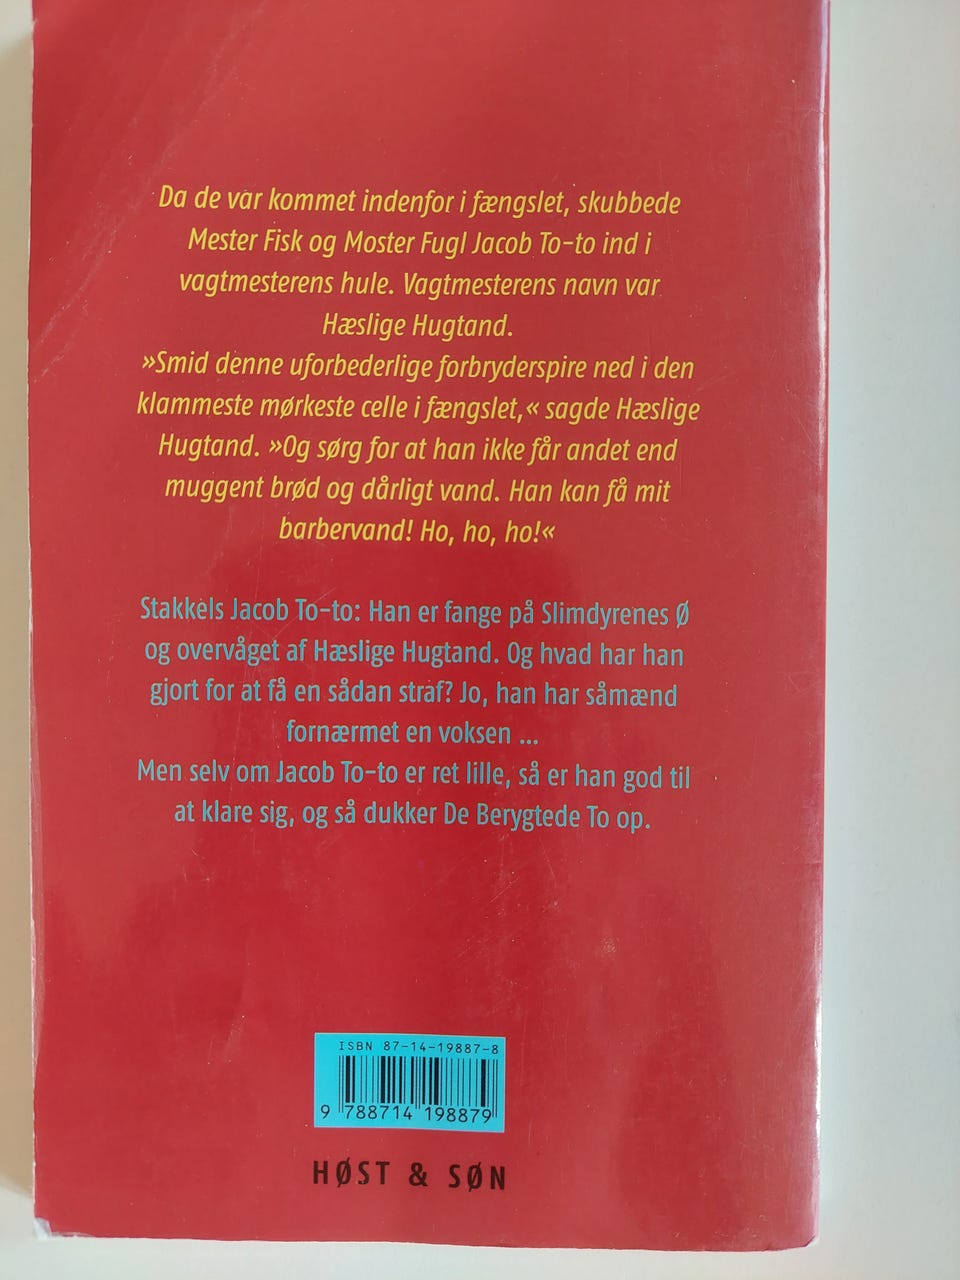 Da de var kommet indenfor i fængslet, skubbede
Mester Fisk og Moster Fugl Jacob To-to ind i
vagtmesterens hule. Vagtmesterens navn var
Hæslige Hugtand.
»Smid denne uforbederlige forbryderspire ned i den
klammeste mørkeste celle i fængslet,« sagde Hæslige
Hugtand. »Og sørg for at han ikke får andet end
muggent brød og dårligt vand. Han kan få mit
barbervand! Ho, ho, ho!«
Stakkels Jacob To-to: Han er fange på Slimdyrenes Ø
og overvåget af Hæslige Hugtand. Og hvad har han
gjort for at få en sådan straf? Jo, han har såmænd
fornærmet en voksen ...
Men selv om Jacob To-to er ret lille, så er han god til
at klare sig, og så dukker De Berygtede To op.
ISBN 87-14-19887-8
9 788714 198879
HØST & SØN